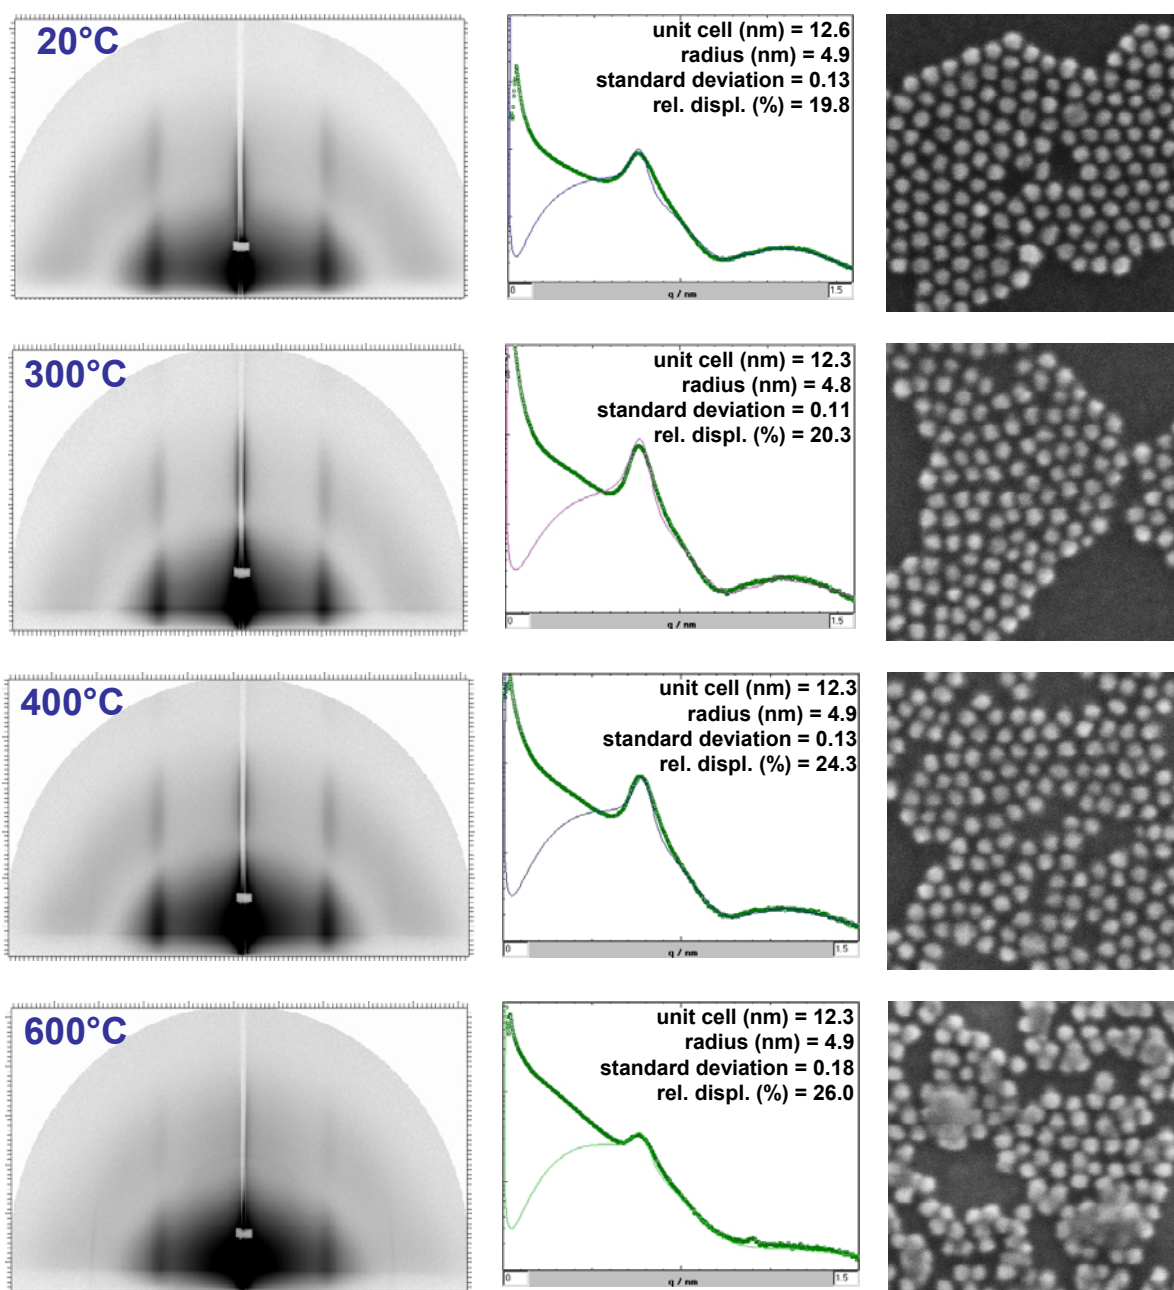 20°C
unit cell (nm) = 12.6
radius (nm) = 4.9
standard deviation = 0.13
rel. displ. (%) = 19.8
0
q / nm
1.5
300°C
unit cell (nm) = 12.3
radius (nm) = 4.8
standard deviation = 0.11
rel. displ. (%) = 20.3
0
q / nm
1.5
400°C
unit cell (nm) = 12.3
radius (nm) = 4.9
standard deviation = 0.13
rel. displ. (%) = 24.3
0
q / nm
1.5
600°C
unit cell (nm) = 12.3
radius (nm) = 4.9
standard deviation = 0.18
rel. displ. (%) = 26.0
0
q / nm
1.5